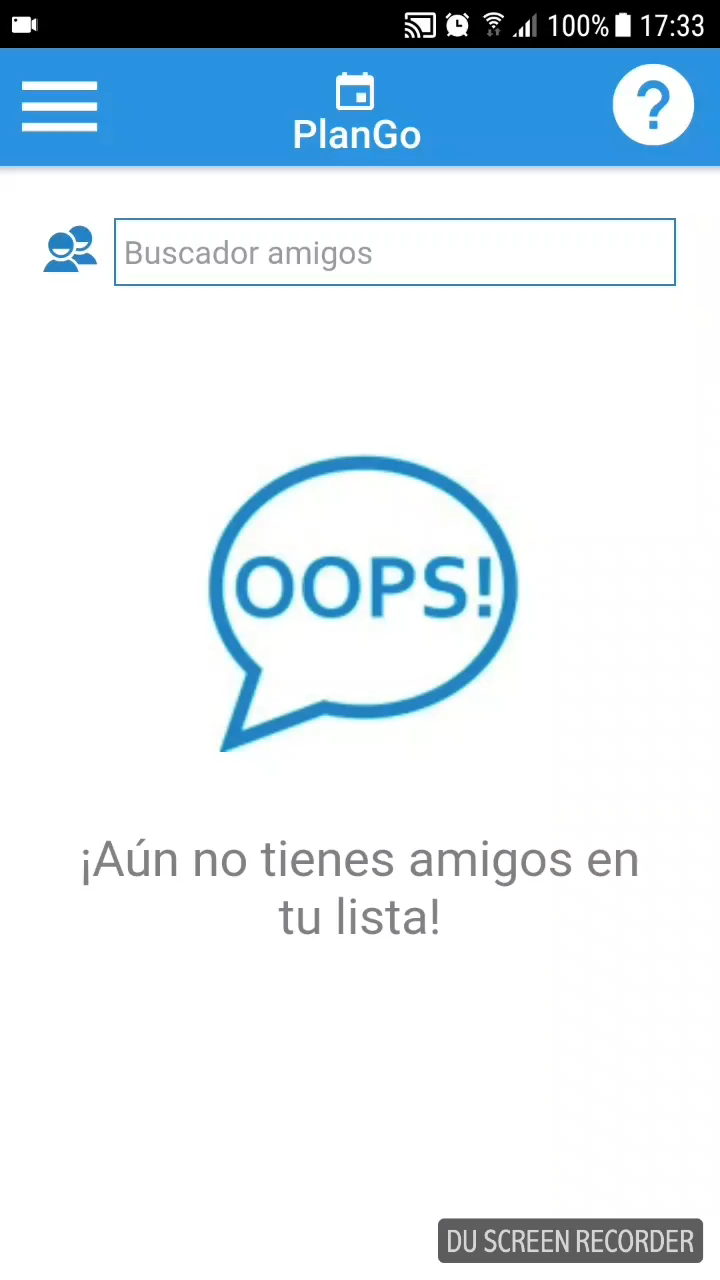 100% 17:33
?
PlanGo
Buscador amigos
OOPS!
¡Aún no tienes amigos en
tu lista!
DU SCREEN RECORDER